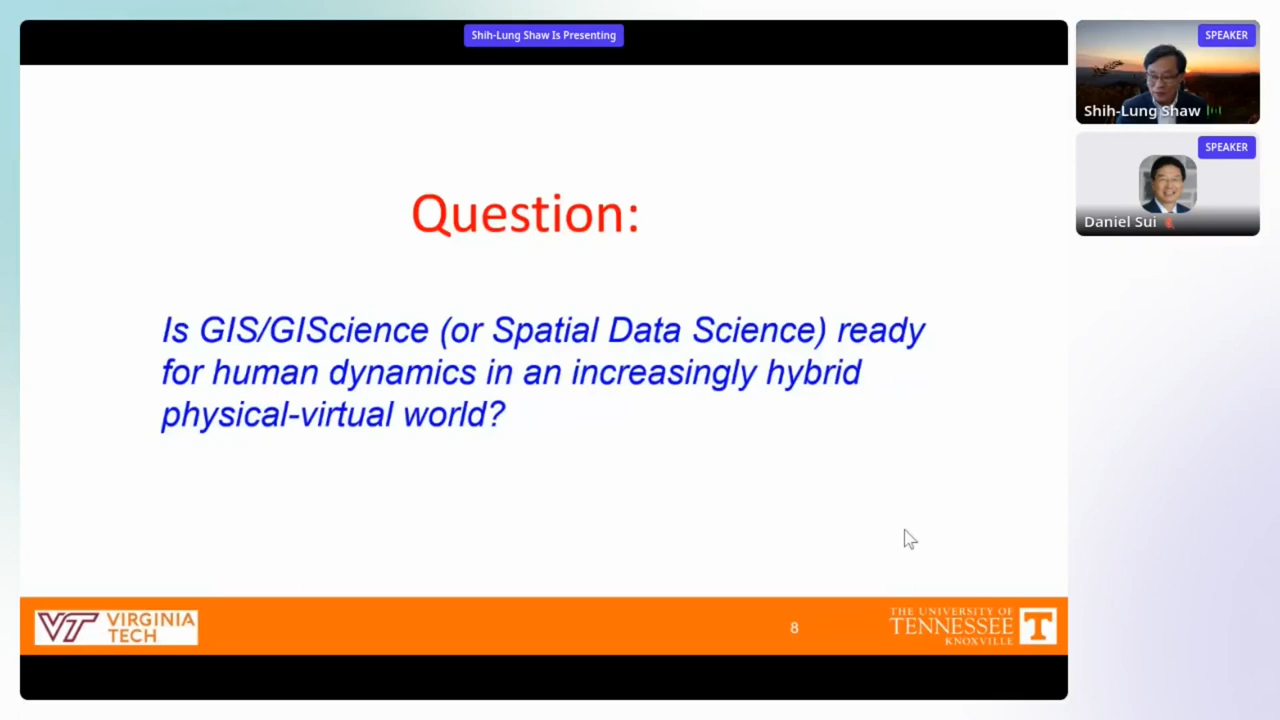 Shih-Lung Shaw Is Presenting
SPEAKER
Shih-Lung Shaw
SPEAKER
Daniel Sui
Question:
Is GIS/GIScience (or Spatial Data Science) ready
for human dynamics in an increasingly hybrid
physical-virtual world?
VT VIRGINIA
TECH
8
THE UNIVERSITY OF
TENNESSEE
KNOXVILLE
T